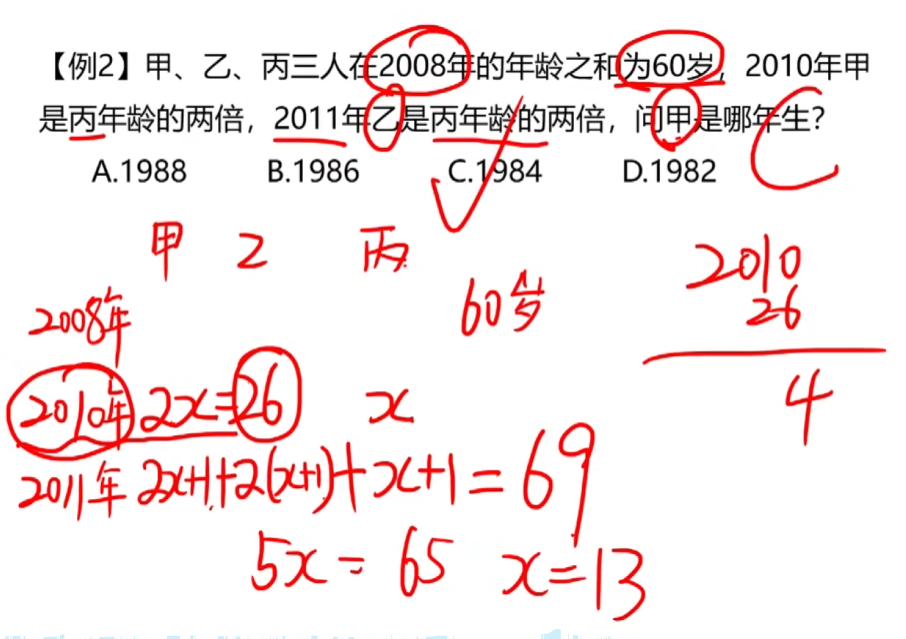 【例2】甲、乙、丙三人在2008年的年龄之和为60岁，2010年甲
是丙年龄的两倍，2011年乙是丙年龄的两倍，问甲是哪年生？
A.1988 B.1986 C.1984 D.1982
甲 乙 丙
2008年 60岁
2010
26
4
2010年 2x=26 x
2011年 2x+1+2(x+1)+x+1=69
5x=65 x=13